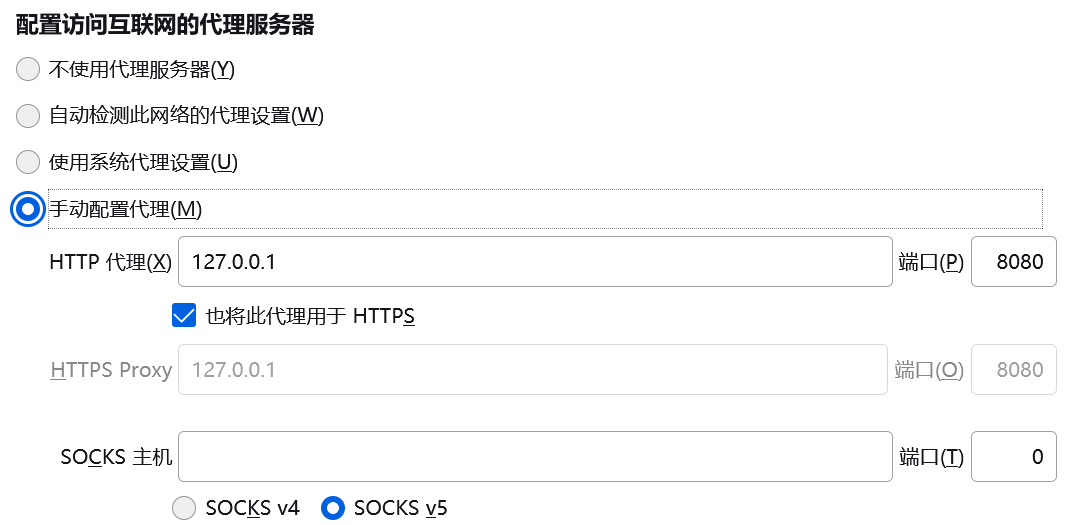 配置访问互联网的代理服务器
不使用代理服务器(Y)
自动检测此网络的代理设置(W)
使用系统代理设置(U)
手动配置代理(M)
HTTP 代理(X) 127.0.0.1 端口(P) 8080
也将此代理用于 HTTPS
HTTPS Proxy 127.0.0.1 端口(O) 8080
SOCKS 主机 端口(T) 0
SOCKS v4 SOCKS v5